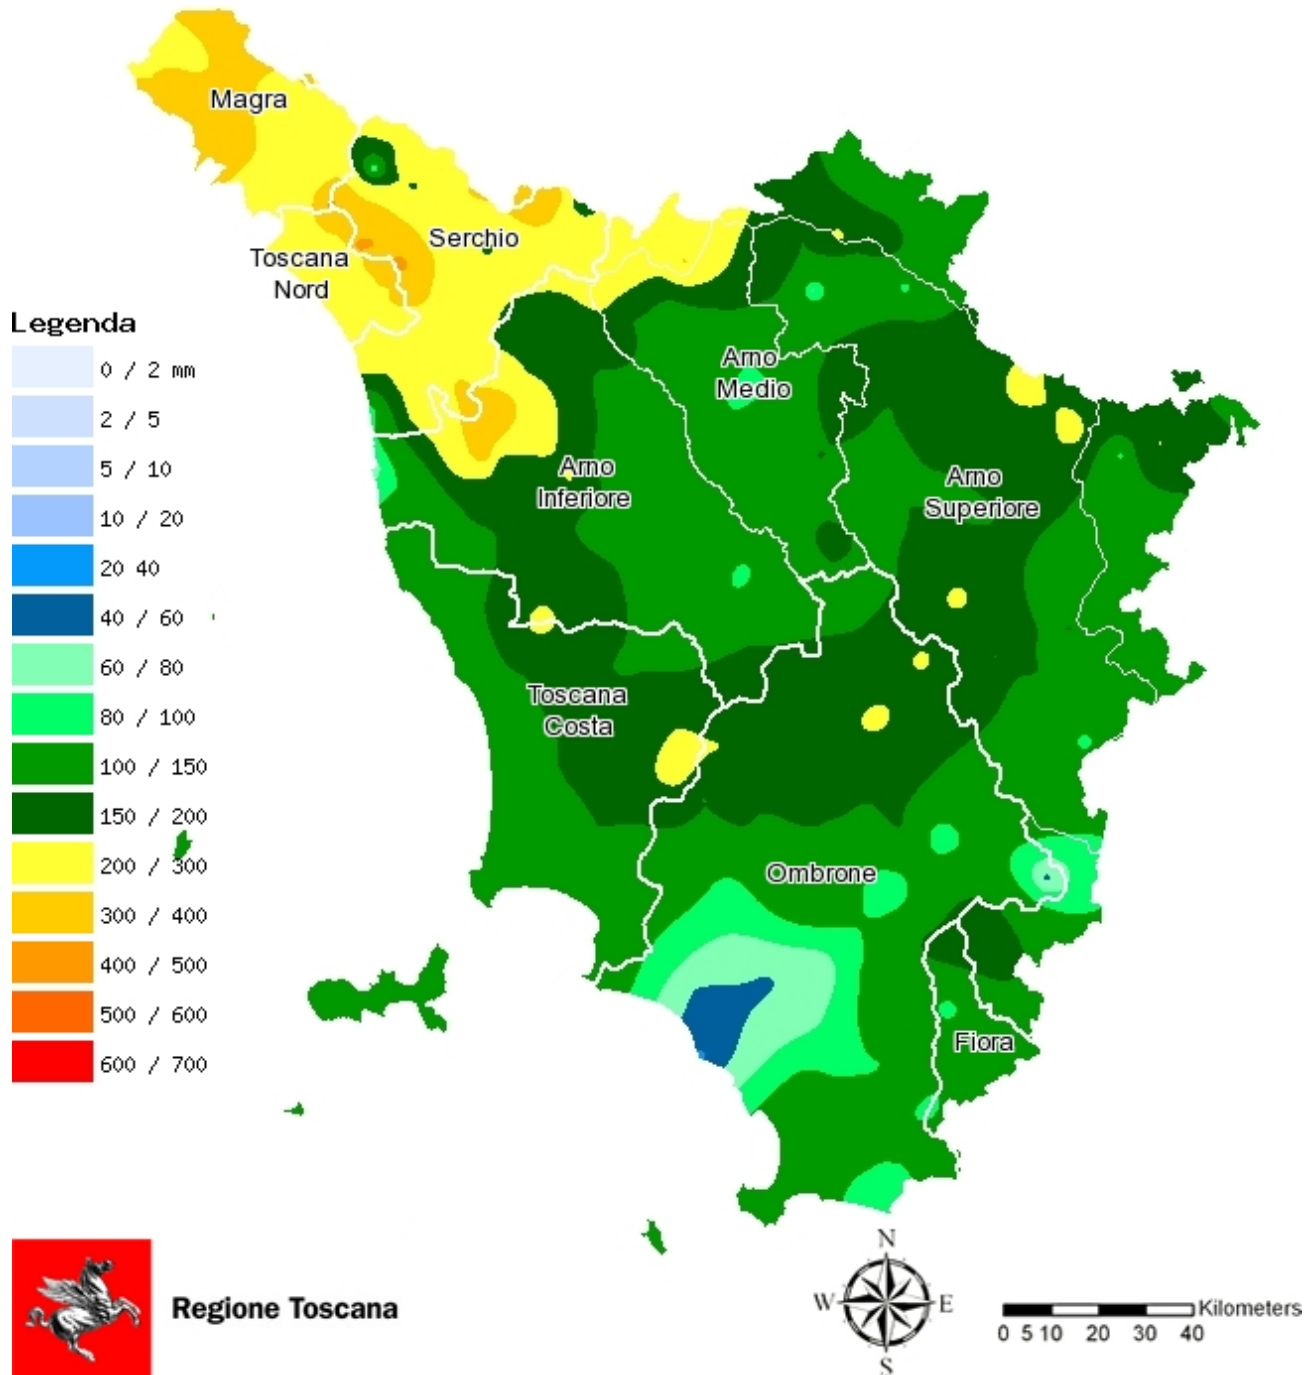 Magra
Serchio
Toscana
Nord
Legenda
0 / 2 mm
2 / 5
5 / 10
10 / 20
20 40
40 / 60
60 / 80
80 / 100
100 / 150
150 / 200
200 / 300
300 / 400
400 / 500
500 / 600
600 / 700
Arno
Medio
Arno
Inferiore
Arno
Superiore
Toscana
Costa
Ombrone
Fiora
Regione Toscana
N
W E
S
Kilometers
0 5 10 20 30 40